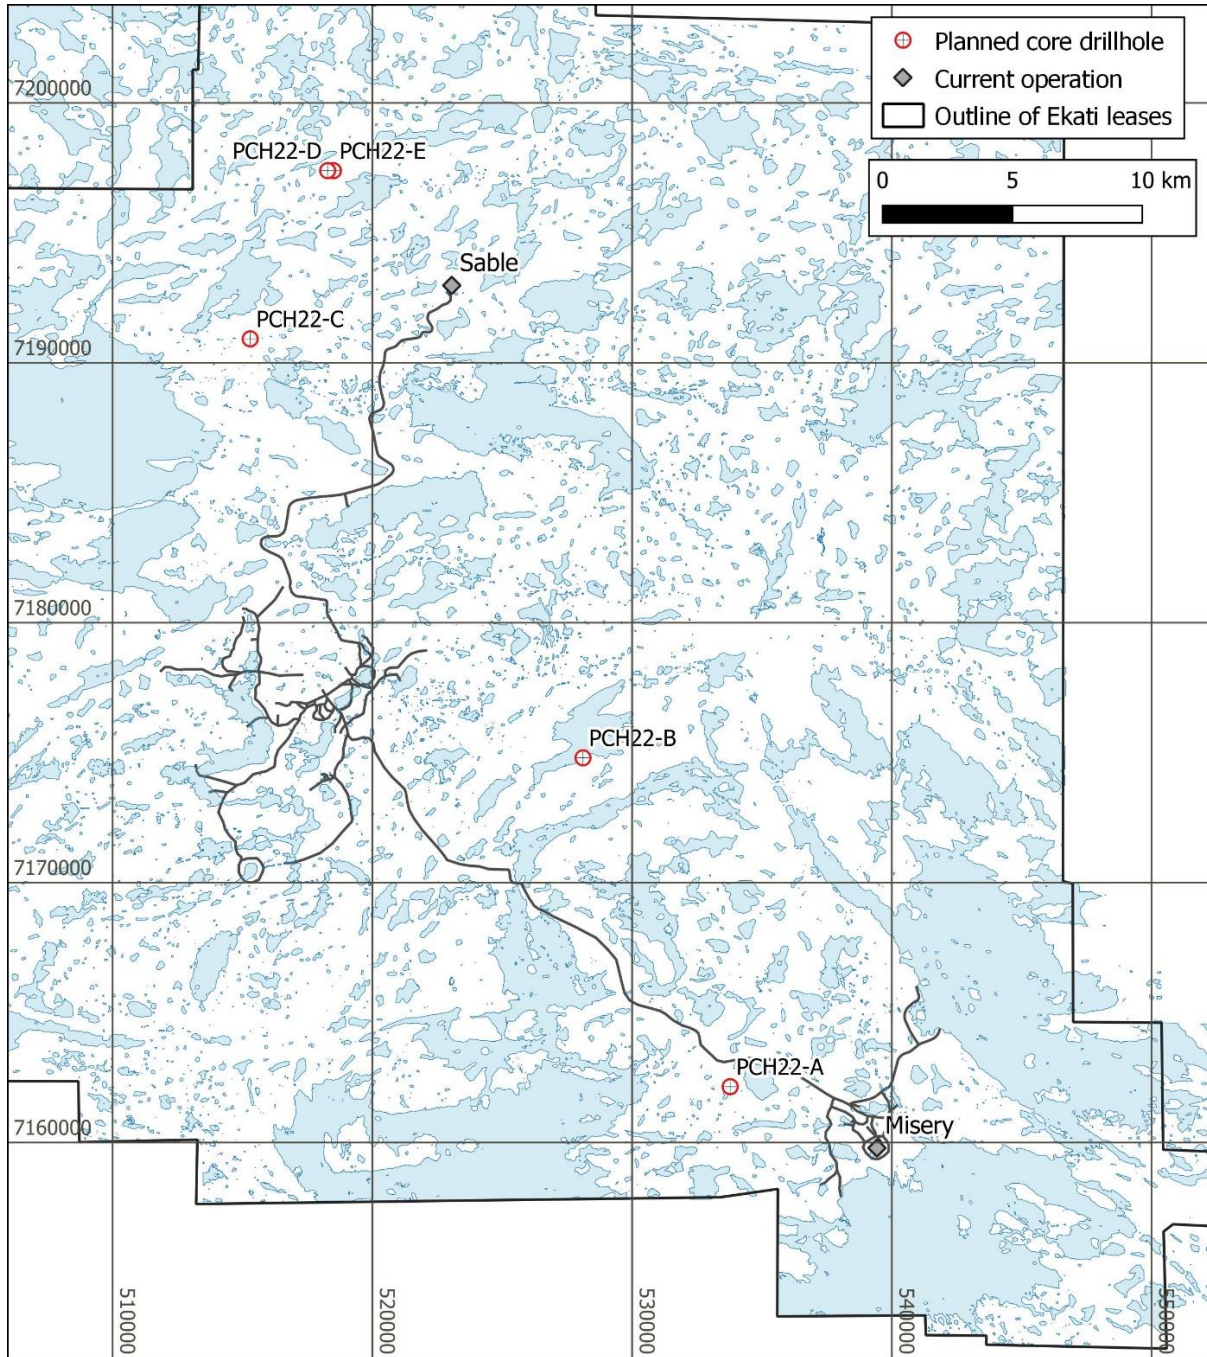 Planned core drillhole
Current operation
Outline of Ekati leases
0 5 10 km
7200000
PCH22-D PCH22-E
Sable
PCH22-C
7190000
7180000
PCH22-B
7170000
PCH22-A
7160000
Misery
510000 520000 530000 540000 550000